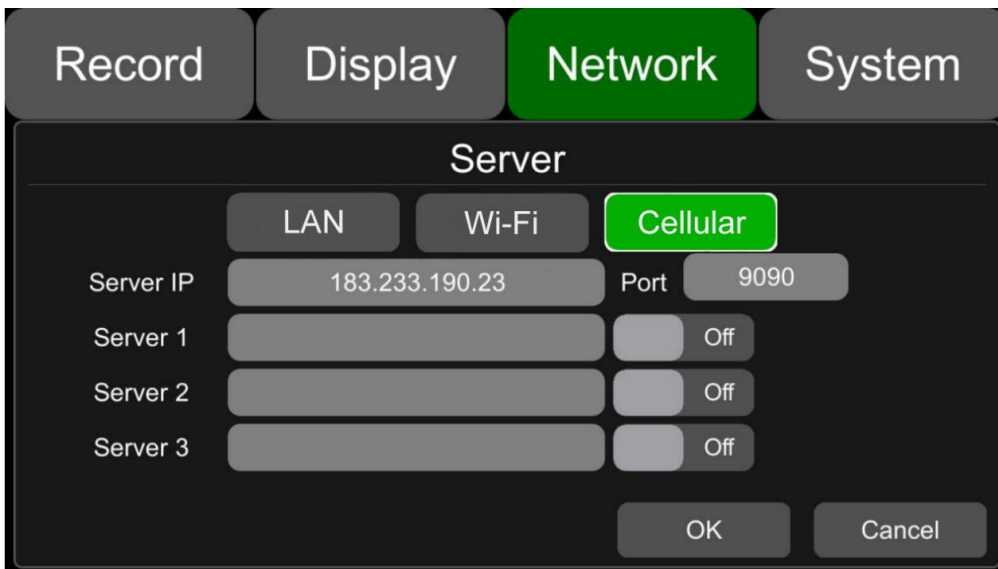 Record Display Network System
Server
LAN Wi-Fi Cellular
Server IP 183.233.190.23 Port 9090
Server 1 Off
Server 2 Off
Server 3 Off
OK Cancel